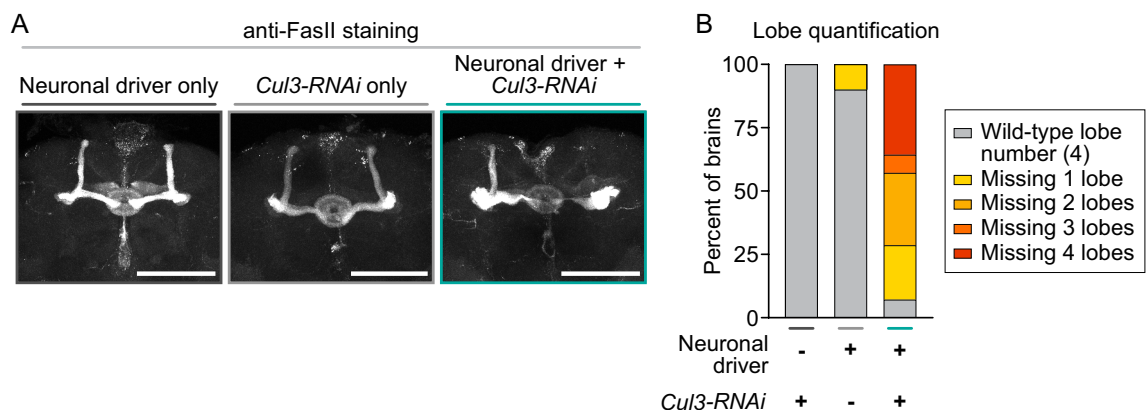 A
anti-FasII staining
Neuronal driver only
Cul3-RNAi only
Neuronal driver +
Cul3-RNAi
B
Lobe quantification
Percent of brains
100
75
50
25
0
Neuronal
driver
- + +
Cul3-RNAi + - +
Wild-type lobe
number (4)
Missing 1 lobe
Missing 2 lobes
Missing 3 lobes
Missing 4 lobes